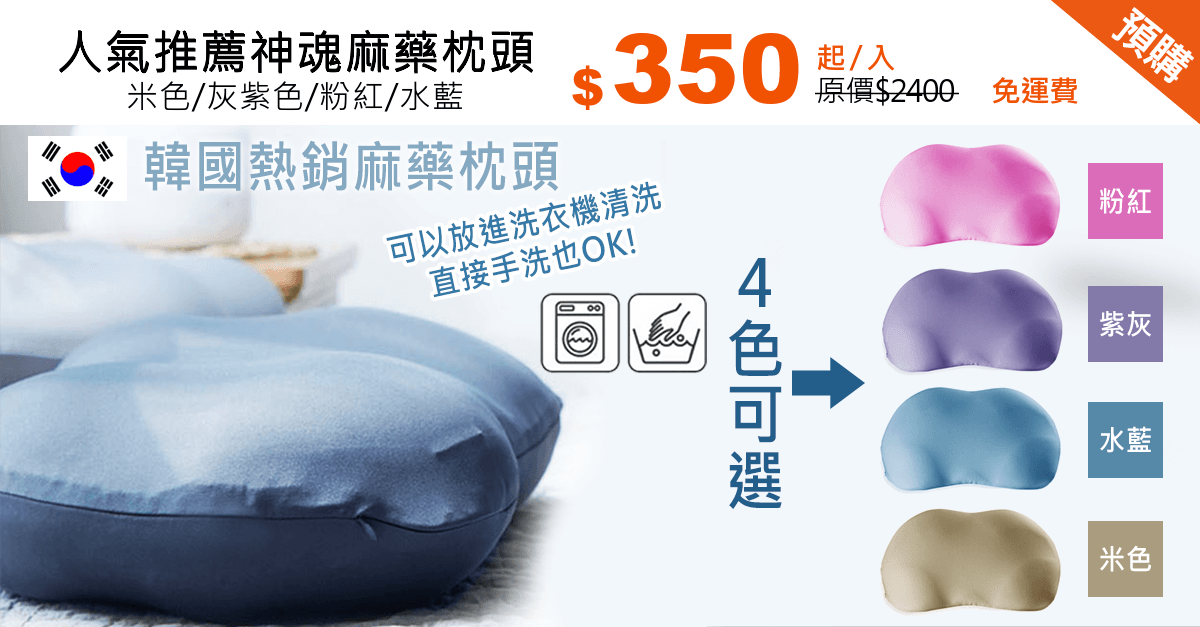 人氣推薦神魂麻藥枕頭
米色/灰紫色/粉紅/水藍
$350 起/入
原價$2400
免運費
預購
韓國熱銷麻藥枕頭
可以放進洗衣機清洗
直接手洗也OK!
4色可選
粉紅
紫灰
水藍
米色